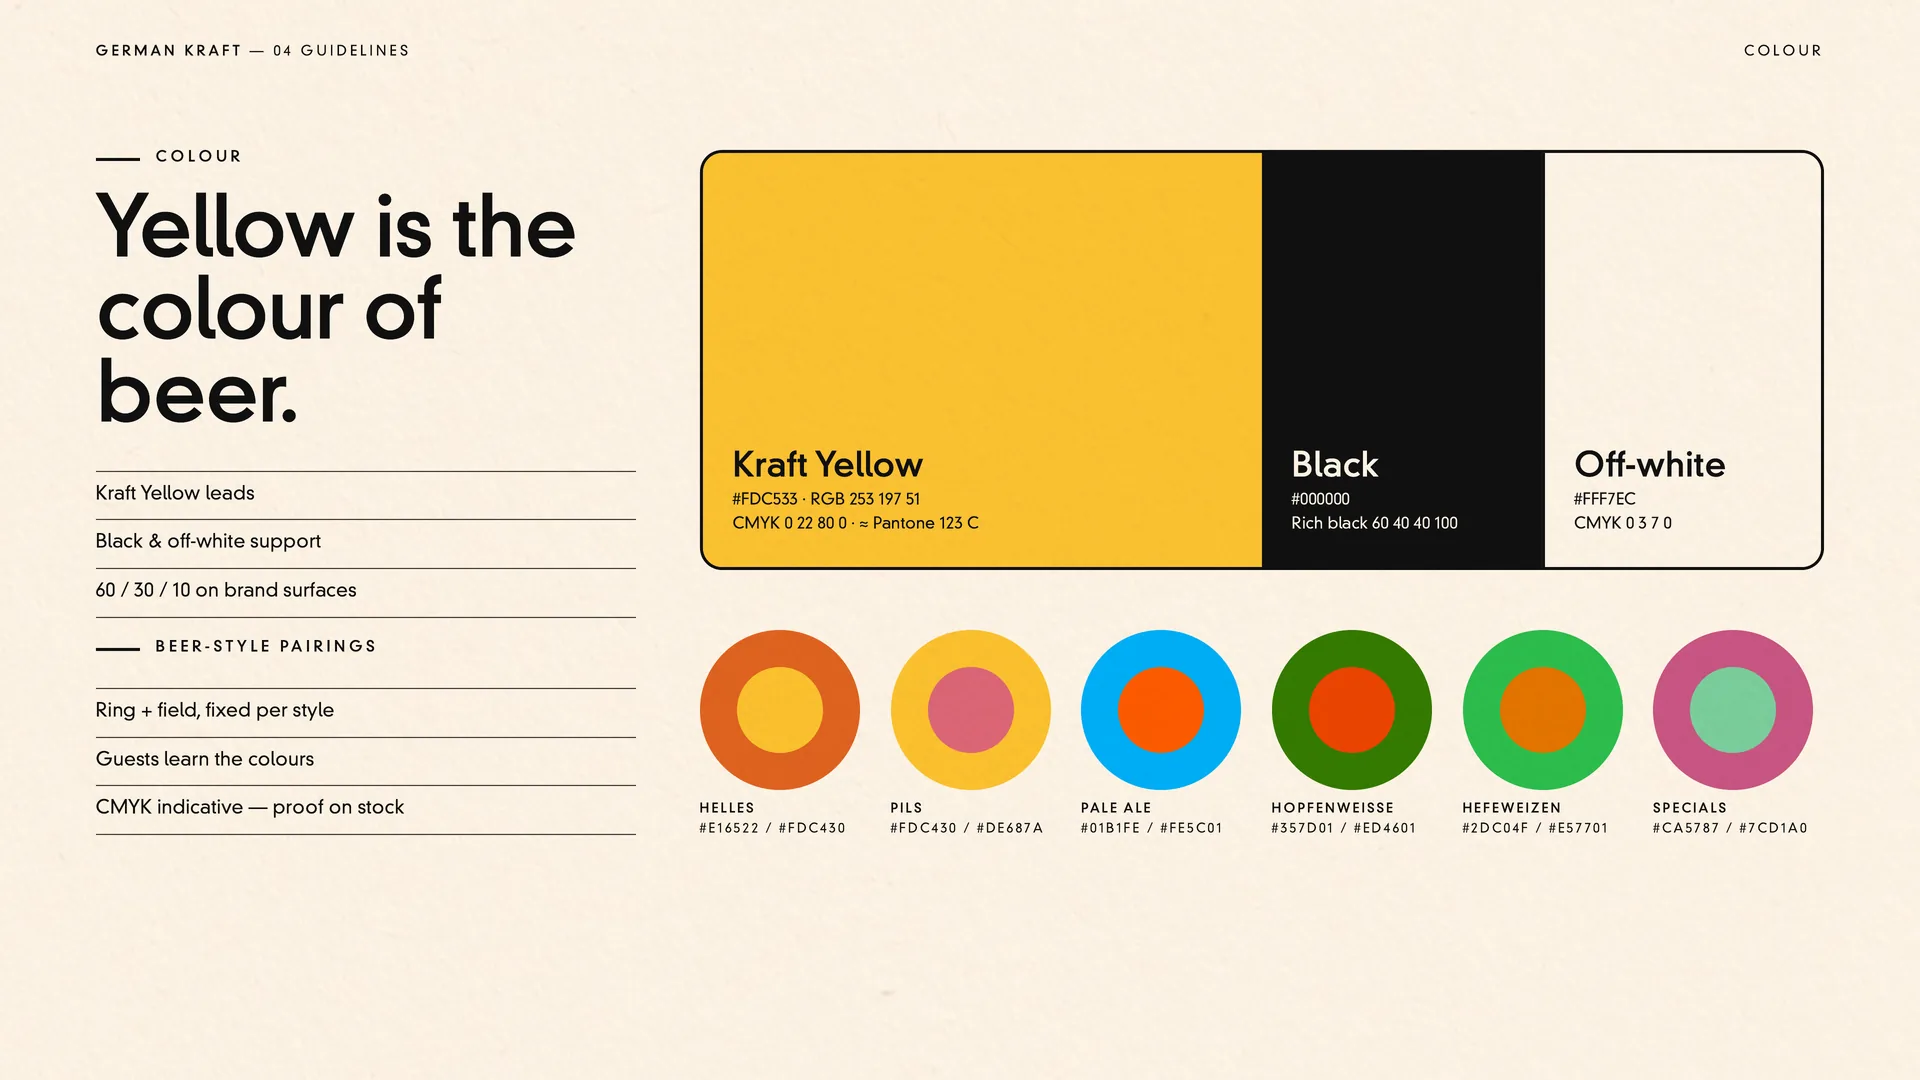 GERMAN KRAFT — 04 GUIDELINES
COLOUR
COLOUR
Yellow is the
colour of
beer.
Kraft Yellow leads
Black & off-white support
60 / 30 / 10 on brand surfaces
BEER-STYLE PAIRINGS
Ring + field, fixed per style
Guests learn the colours
CMYK indicative — proof on stock
Kraft Yellow
#FDC533 · RGB 253 197 51
CMYK 0 22 80 0 · ≈ Pantone 123 C
Black
#000000
Rich black 60 40 40 100
Off-white
#FFF7EC
CMYK 0 3 7 0
HELLES
#E16522 / #FDC430
PILS
#FDC430 / #DE687A
PALE ALE
#01B1FE / #FE5C01
HOPFENWEISSE
#357D01 / #ED4601
HEFEWEIZEN
#2DC04F / #E57701
SPECIALS
#CA5787 / #7CD1A0